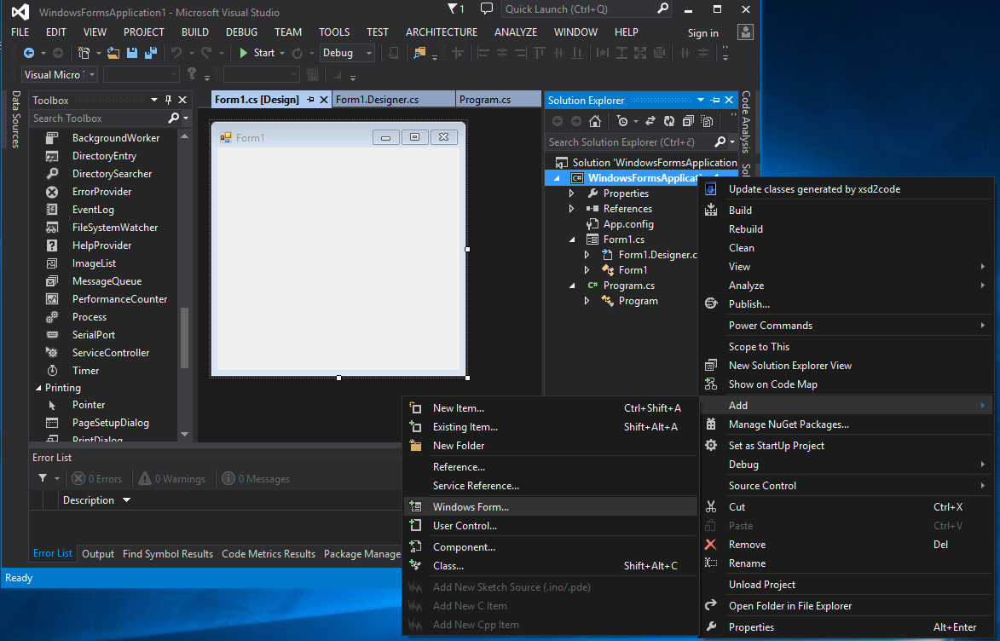 WindowsFormsApplication1 - Microsoft Visual Studio
1
Quick Launch (Ctrl+Q)
FILE EDIT VIEW PROJECT BUILD DEBUG TEAM TOOLS TEST ARCHITECTURE ANALYZE WINDOW HELP
Sign in
Start
Debug
Visual Micro
Data Sources
Toolbox
Search Toolbox
BackgroundWorker
DirectoryEntry
DirectorySearcher
ErrorProvider
EventLog
FileSystemWatcher
HelpProvider
ImageList
MessageQueue
PerformanceCounter
Process
SerialPort
ServiceController
Timer
Printing
Pointer
PageSetupDialog
PrintDialog
Form1.cs [Design]
Form1.Designer.cs
Program.cs
Form1
Solution Explorer
Search Solution Explorer (Ctrl+č)
Solution 'WindowsFormsApplication
C# WindowsFormsApplicati
Properties
References
App.config
Form1.cs
Form1.Designer.c
Form1
C# Program.cs
Program
Code Analysis
Sol
Update classes generated by xsd2code
Build
Rebuild
Clean
View
Analyze
Publish...
Power Commands
Scope to This
New Solution Explorer View
Show on Code Map
Add
Manage NuGet Packages...
Set as StartUp Project
Debug
Source Control
Cut Ctrl+X
Paste Ctrl+V
Remove Del
Rename
Unload Project
Open Folder in File Explorer
Properties Alt+Enter
New Item... Ctrl+Shift+A
Existing Item... Shift+Alt+A
New Folder
Reference...
Service Reference...
Windows Form...
User Control...
Component...
Class... Shift+Alt+C
Add New Sketch Source (.ino/.pde)
Add New C Item
Add New Cpp Item
Error List
0 Errors
0 Warnings
0 Messages
Description
Error List Output Find Symbol Results Code Metrics Results Package Manage
Ready